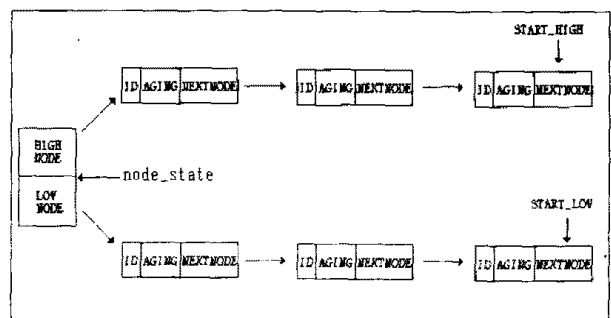 START_HIGH
ID AGING NEXTNODE
ID AGING NEXTNODE
ID AGING NEXTNODE
HIGH
NODE
node_state
LOW
NODE
START_LOW
ID AGING NEXTNODE
ID AGING NEXTNODE
ID AGING NEXTNODE